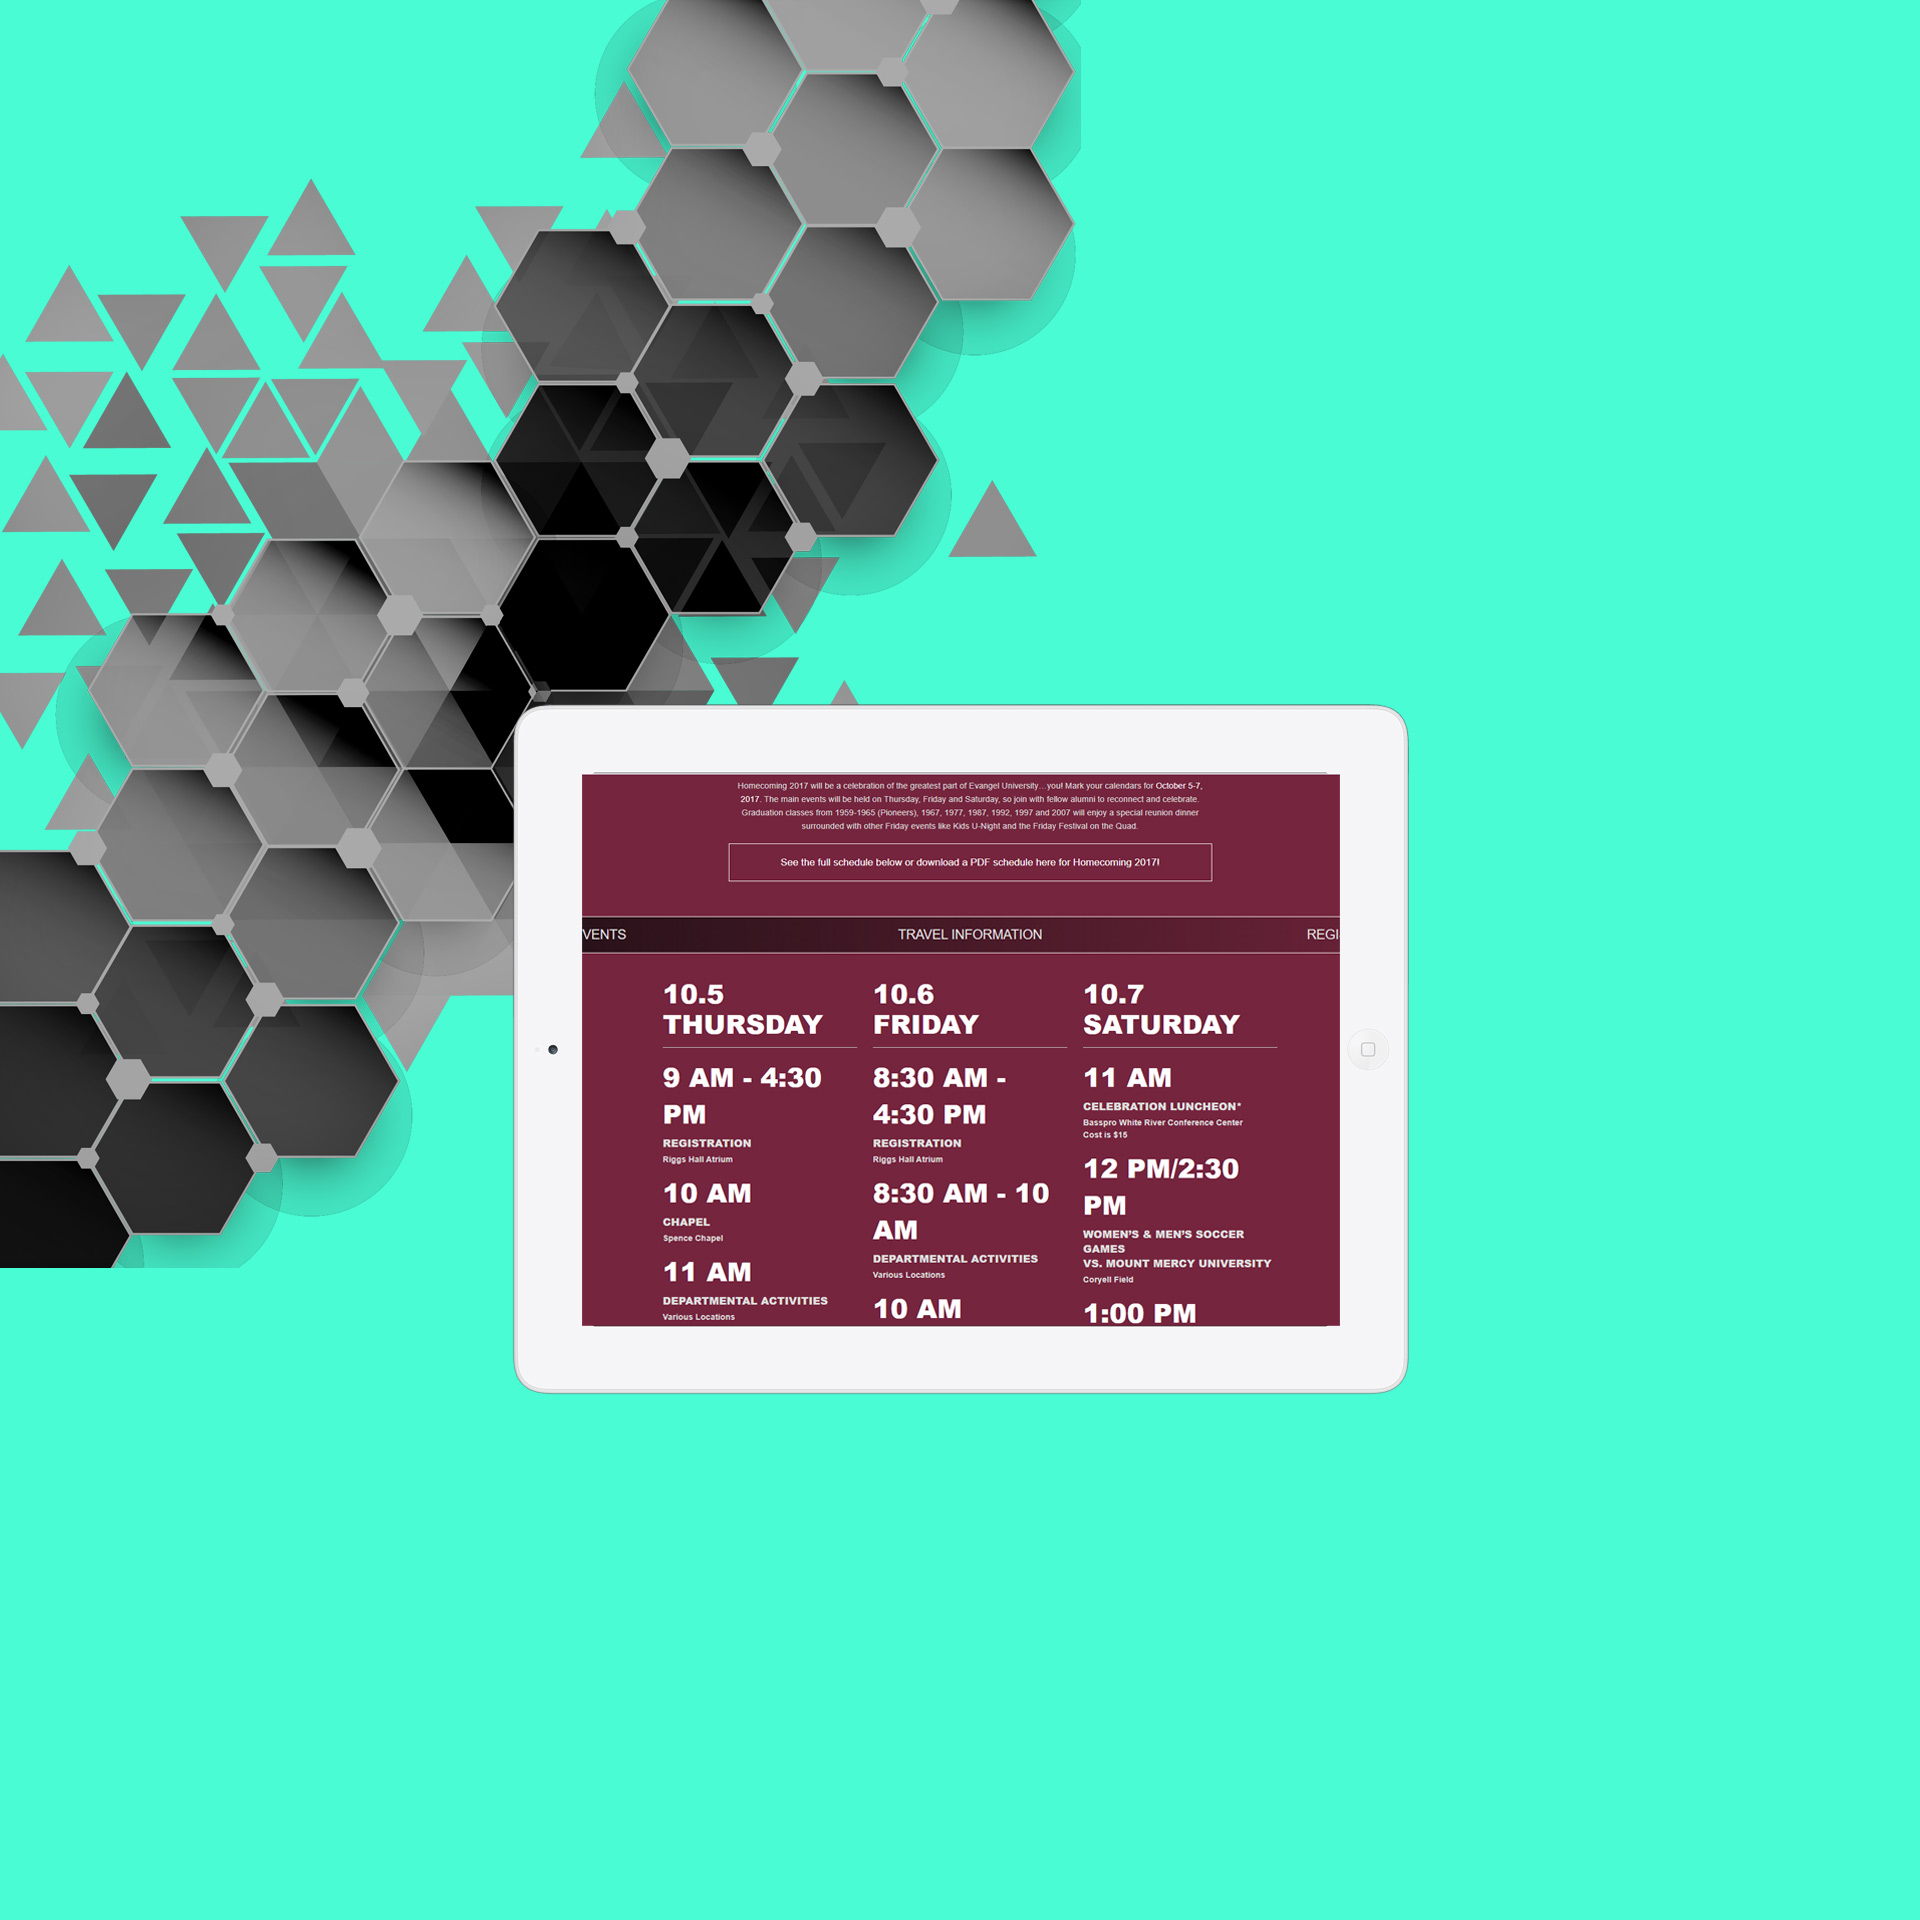 Homecoming 2017 will be a celebration of the greatest part of Evangel University…you! Mark your calendars for October 5-7,
2017. The main events will be held on Thursday, Friday and Saturday, so join with fellow alumni to reconnect and celebrate.
Graduation classes from 1959-1965 (Pioneers), 1967, 1977, 1987, 1992, 1997 and 2007 will enjoy a special reunion dinner
surrounded with other Friday events like Kids U-Night and the Friday Festival on the Quad.
See the full schedule below or download a PDF schedule here for Homecoming 2017!
VENTS TRAVEL INFORMATION REGI
10.5
THURSDAY
9 AM - 4:30
PM
REGISTRATION
Riggs Hall Atrium
10 AM
CHAPEL
Spence Chapel
11 AM
DEPARTMENTAL ACTIVITIES
Various Locations
10.6
FRIDAY
8:30 AM -
4:30 PM
REGISTRATION
Riggs Hall Atrium
8:30 AM - 10
AM
DEPARTMENTAL ACTIVITIES
Various Locations
10 AM
10.7
SATURDAY
11 AM
CELEBRATION LUNCHEON*
Basspro White River Conference Center
Cost is $15
12 PM/2:30
PM
WOMEN'S & MEN'S SOCCER
GAMES
VS. MOUNT MERCY UNIVERSITY
Coryell Field
1:00 PM